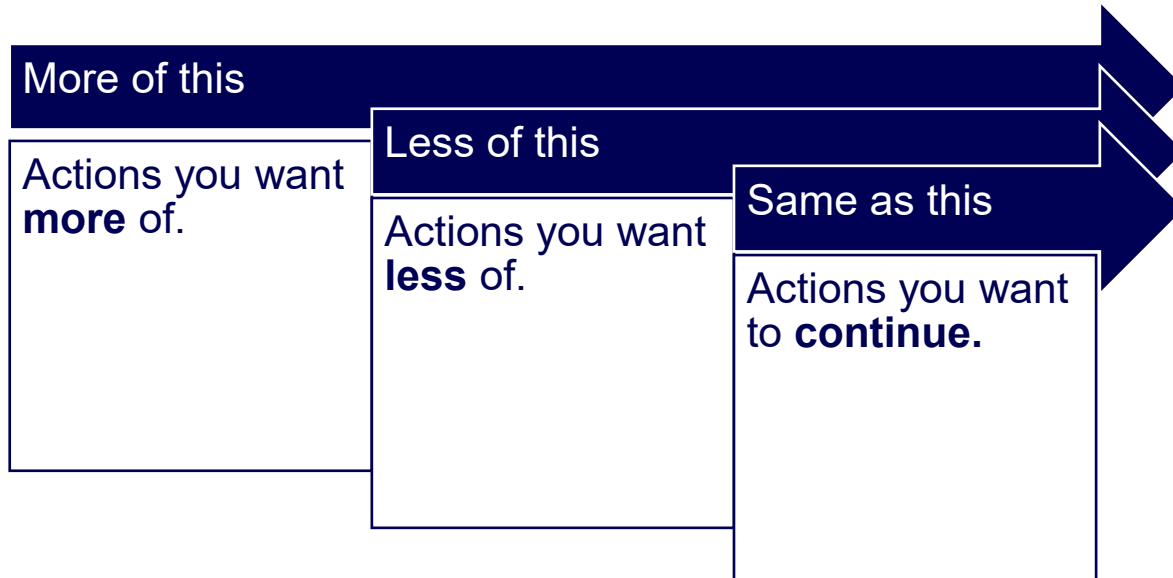 More of this
Actions you want
more of.
Less of this
Actions you want
less of.
Same as this
Actions you want
to continue.